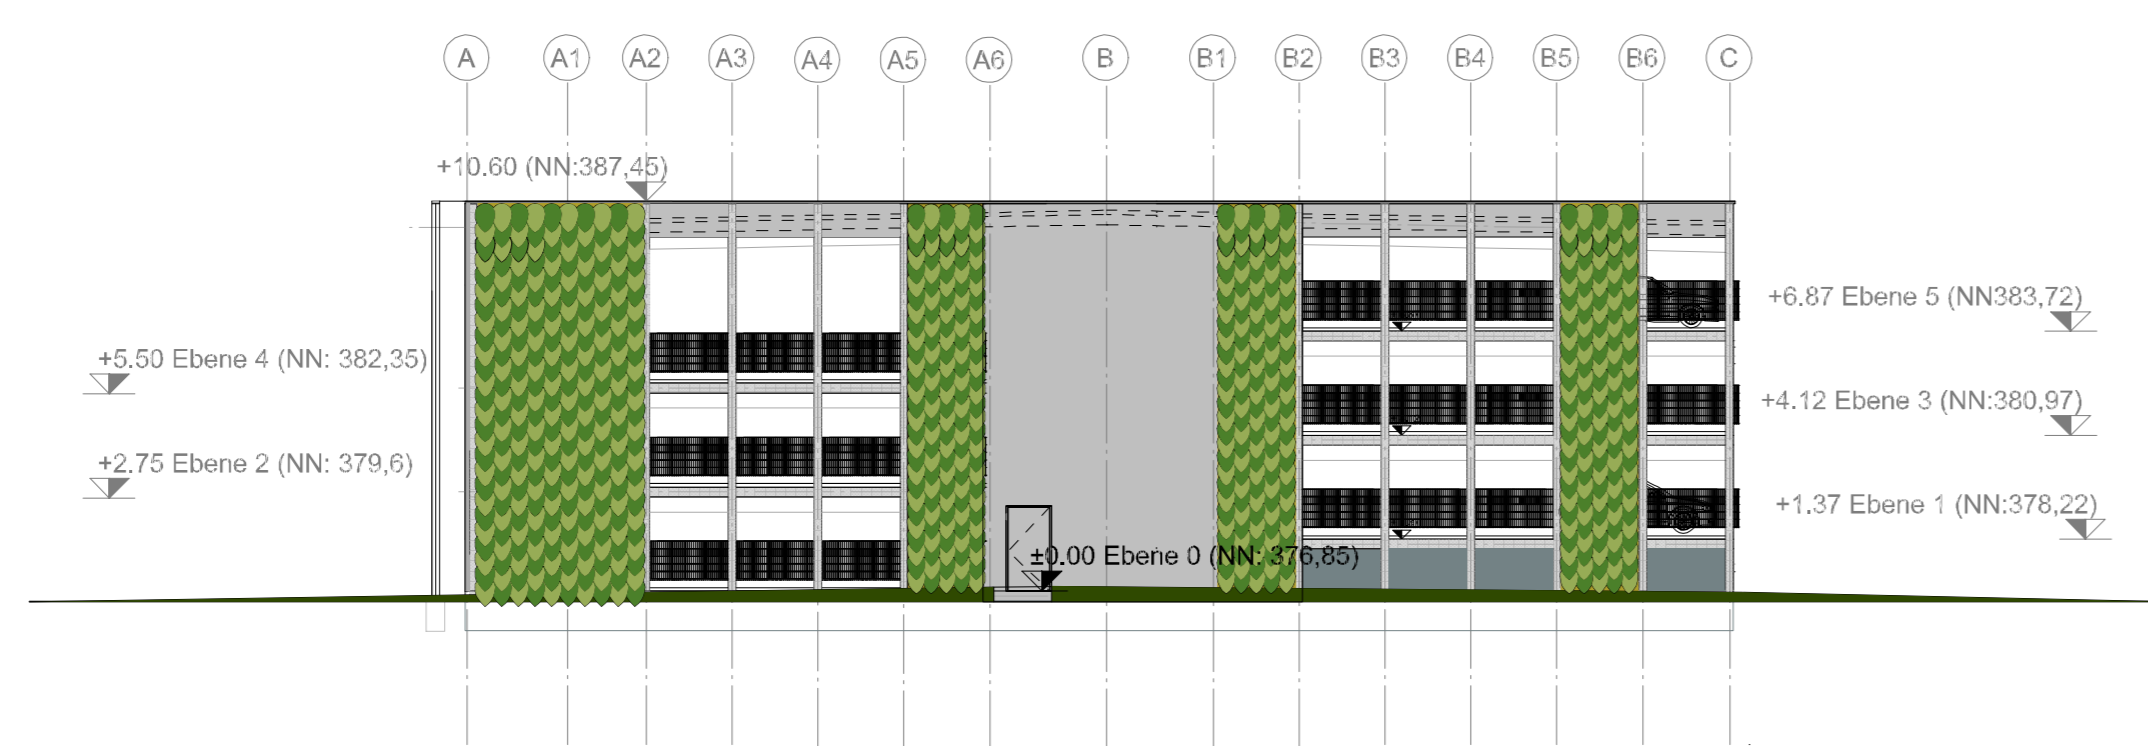 A A1 A2 A3 A4 A5 A6 B B1 B2 B3 B4 B5 B6 C
+10.60 (NN:387,45)
+6.87 Ebene 5 (NN383,72)
+5.50 Ebene 4 (NN: 382,35)
+4.12 Ebene 3 (NN:380,97)
+2.75 Ebene 2 (NN: 379,6)
+1.37 Ebene 1 (NN:378,22)
±0.00 Ebene 0 (NN: 376,85)